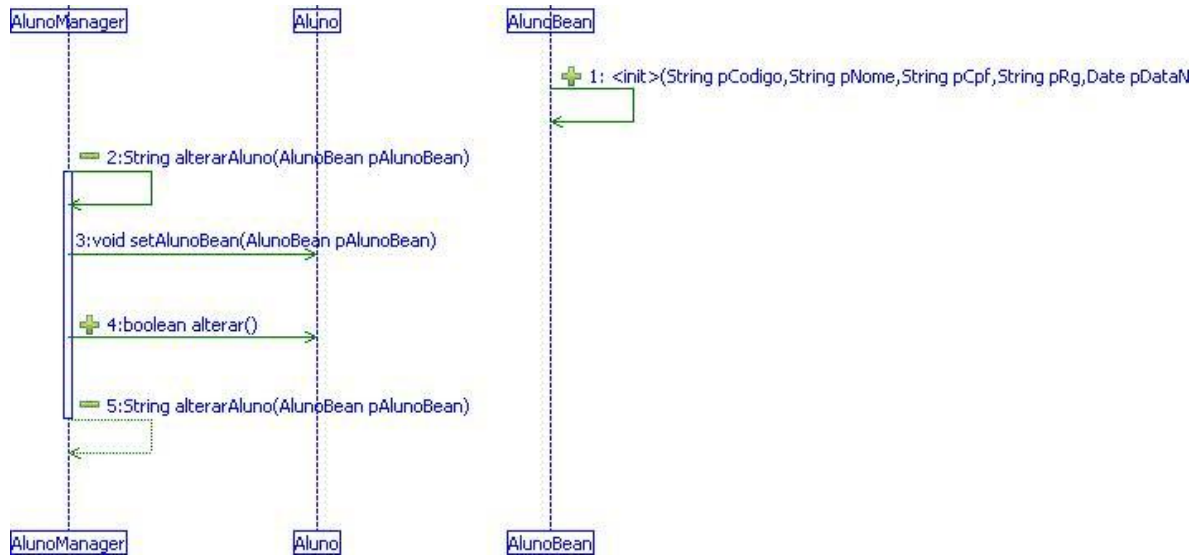 AlunoManager
Aluno
AlunoBean
1: <init>(String pCodigo,String pNome,String pCpf,String pRg,Date pDataN
2:String alterarAluno(AlunoBean pAlunoBean)
3:void setAlunoBean(AlunoBean pAlunoBean)
4:boolean alterar()
5:String alterarAluno(AlunoBean pAlunoBean)
AlunoManager
Aluno
AlunoBean